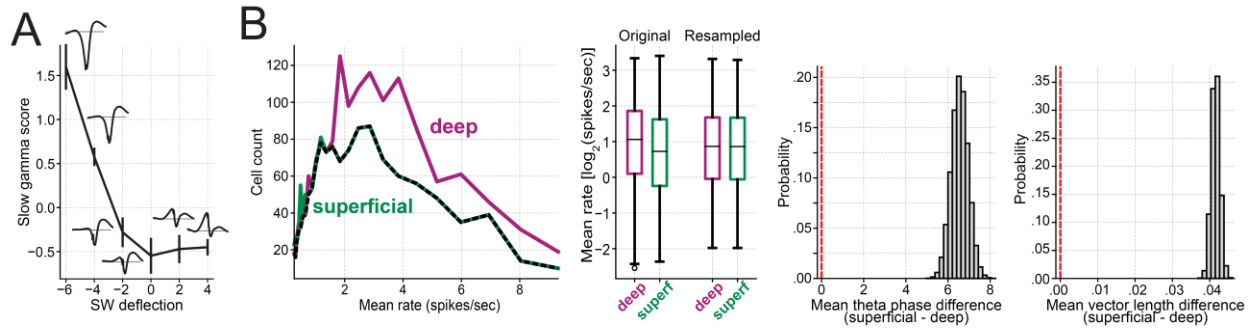 A
Slow gamma score
1.5
1.0
0.5
0.0
-0.5
-6
-4
-2
0
2
4
SW deflection
B
Cell count
120
100
80
60
40
20
deep
superficial
2
4
6
8
Mean rate (spikes/sec)
Original Resampled
Mean rate [log2(spikes/sec)]
3
2
1
0
−1
−2
deep
superf
deep
superf
Probability
.20
.15
.10
.05
.00
0
2
4
6
8
Mean theta phase difference
(superficial - deep)
Probability
.35
.30
.25
.20
.15
.10
.05
.00
.00
.01
.02
.03
.04
Mean vector length difference
(superficial - deep)